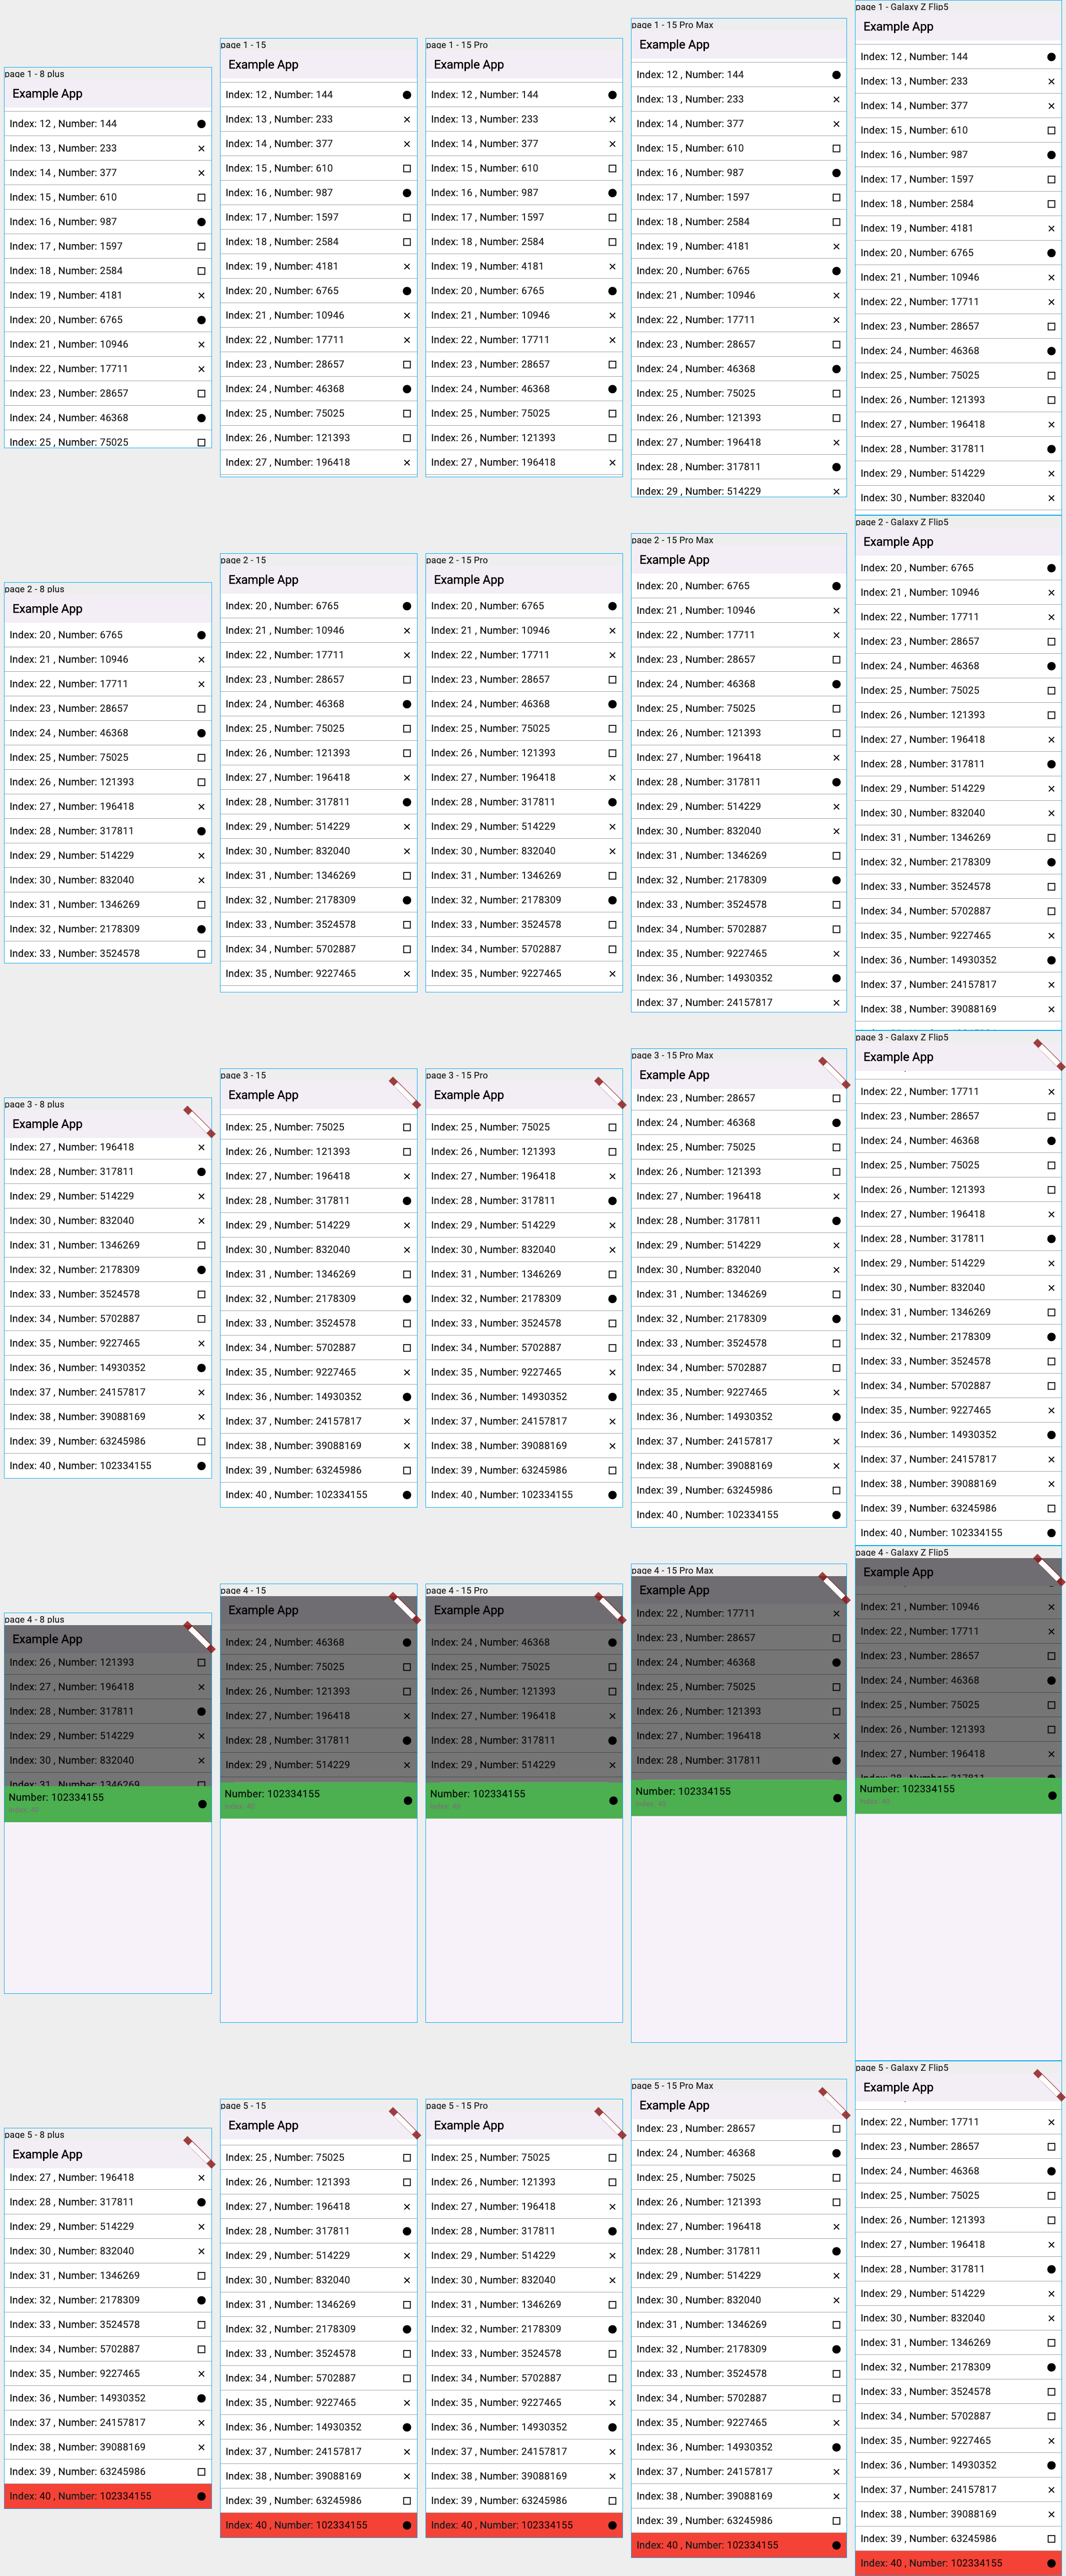 page 1 - 8 plus
Example App
Index: 12 , Number: 144
Index: 13 , Number: 233
Index: 14 , Number: 377
Index: 15 , Number: 610
Index: 16 , Number: 987
Index: 17 , Number: 1597
Index: 18 , Number: 2584
Index: 19 , Number: 4181
Index: 20 , Number: 6765
Index: 21 , Number: 10946
Index: 22 , Number: 17711
Index: 23 , Number: 28657
Index: 24 , Number: 46368
Index: 25 , Number: 75025
page 1 - 15
Example App
Index: 12 , Number: 144
Index: 13 , Number: 233
Index: 14 , Number: 377
Index: 15 , Number: 610
Index: 16 , Number: 987
Index: 17 , Number: 1597
Index: 18 , Number: 2584
Index: 19 , Number: 4181
Index: 20 , Number: 6765
Index: 21 , Number: 10946
Index: 22 , Number: 17711
Index: 23 , Number: 28657
Index: 24 , Number: 46368
Index: 25 , Number: 75025
Index: 26 , Number: 121393
Index: 27 , Number: 196418
page 1 - 15 Pro
Example App
Index: 12 , Number: 144
Index: 13 , Number: 233
Index: 14 , Number: 377
Index: 15 , Number: 610
Index: 16 , Number: 987
Index: 17 , Number: 1597
Index: 18 , Number: 2584
Index: 19 , Number: 4181
Index: 20 , Number: 6765
Index: 21 , Number: 10946
Index: 22 , Number: 17711
Index: 23 , Number: 28657
Index: 24 , Number: 46368
Index: 25 , Number: 75025
Index: 26 , Number: 121393
Index: 27 , Number: 196418
page 1 - 15 Pro Max
Example App
Index: 12 , Number: 144
Index: 13 , Number: 233
Index: 14 , Number: 377
Index: 15 , Number: 610
Index: 16 , Number: 987
Index: 17 , Number: 1597
Index: 18 , Number: 2584
Index: 19 , Number: 4181
Index: 20 , Number: 6765
Index: 21 , Number: 10946
Index: 22 , Number: 17711
Index: 23 , Number: 28657
Index: 24 , Number: 46368
Index: 25 , Number: 75025
Index: 26 , Number: 121393
Index: 27 , Number: 196418
Index: 28 , Number: 317811
Index: 29 , Number: 514229
page 1 - Galaxy Z Flip5
Example App
Index: 12 , Number: 144
Index: 13 , Number: 233
Index: 14 , Number: 377
Index: 15 , Number: 610
Index: 16 , Number: 987
Index: 17 , Number: 1597
Index: 18 , Number: 2584
Index: 19 , Number: 4181
Index: 20 , Number: 6765
Index: 21 , Number: 10946
Index: 22 , Number: 17711
Index: 23 , Number: 28657
Index: 24 , Number: 46368
Index: 25 , Number: 75025
Index: 26 , Number: 121393
Index: 27 , Number: 196418
Index: 28 , Number: 317811
Index: 29 , Number: 514229
Index: 30 , Number: 832040
page 2 - 8 plus
Example App
Index: 20 , Number: 6765
Index: 21 , Number: 10946
Index: 22 , Number: 17711
Index: 23 , Number: 28657
Index: 24 , Number: 46368
Index: 25 , Number: 75025
Index: 26 , Number: 121393
Index: 27 , Number: 196418
Index: 28 , Number: 317811
Index: 29 , Number: 514229
Index: 30 , Number: 832040
Index: 31 , Number: 1346269
Index: 32 , Number: 2178309
Index: 33 , Number: 3524578
page 2 - 15
Example App
Index: 20 , Number: 6765
Index: 21 , Number: 10946
Index: 22 , Number: 17711
Index: 23 , Number: 28657
Index: 24 , Number: 46368
Index: 25 , Number: 75025
Index: 26 , Number: 121393
Index: 27 , Number: 196418
Index: 28 , Number: 317811
Index: 29 , Number: 514229
Index: 30 , Number: 832040
Index: 31 , Number: 1346269
Index: 32 , Number: 2178309
Index: 33 , Number: 3524578
Index: 34 , Number: 5702887
Index: 35 , Number: 9227465
page 2 - 15 Pro
Example App
Index: 20 , Number: 6765
Index: 21 , Number: 10946
Index: 22 , Number: 17711
Index: 23 , Number: 28657
Index: 24 , Number: 46368
Index: 25 , Number: 75025
Index: 26 , Number: 121393
Index: 27 , Number: 196418
Index: 28 , Number: 317811
Index: 29 , Number: 514229
Index: 30 , Number: 832040
Index: 31 , Number: 1346269
Index: 32 , Number: 2178309
Index: 33 , Number: 3524578
Index: 34 , Number: 5702887
Index: 35 , Number: 9227465
page 2 - 15 Pro Max
Example App
Index: 20 , Number: 6765
Index: 21 , Number: 10946
Index: 22 , Number: 17711
Index: 23 , Number: 28657
Index: 24 , Number: 46368
Index: 25 , Number: 75025
Index: 26 , Number: 121393
Index: 27 , Number: 196418
Index: 28 , Number: 317811
Index: 29 , Number: 514229
Index: 30 , Number: 832040
Index: 31 , Number: 1346269
Index: 32 , Number: 2178309
Index: 33 , Number: 3524578
Index: 34 , Number: 5702887
Index: 35 , Number: 9227465
Index: 36 , Number: 14930352
Index: 37 , Number: 24157817
page 2 - Galaxy Z Flip5
Example App
Index: 20 , Number: 6765
Index: 21 , Number: 10946
Index: 22 , Number: 17711
Index: 23 , Number: 28657
Index: 24 , Number: 46368
Index: 25 , Number: 75025
Index: 26 , Number: 121393
Index: 27 , Number: 196418
Index: 28 , Number: 317811
Index: 29 , Number: 514229
Index: 30 , Number: 832040
Index: 31 , Number: 1346269
Index: 32 , Number: 2178309
Index: 33 , Number: 3524578
Index: 34 , Number: 5702887
Index: 35 , Number: 9227465
Index: 36 , Number: 14930352
Index: 37 , Number: 24157817
Index: 38 , Number: 39088169
page 3 - 8 plus
Example App
Index: 27 , Number: 196418
Index: 28 , Number: 317811
Index: 29 , Number: 514229
Index: 30 , Number: 832040
Index: 31 , Number: 1346269
Index: 32 , Number: 2178309
Index: 33 , Number: 3524578
Index: 34 , Number: 5702887
Index: 35 , Number: 9227465
Index: 36 , Number: 14930352
Index: 37 , Number: 24157817
Index: 38 , Number: 39088169
Index: 39 , Number: 63245986
Index: 40 , Number: 102334155
page 3 - 15
Example App
Index: 25 , Number: 75025
Index: 26 , Number: 121393
Index: 27 , Number: 196418
Index: 28 , Number: 317811
Index: 29 , Number: 514229
Index: 30 , Number: 832040
Index: 31 , Number: 1346269
Index: 32 , Number: 2178309
Index: 33 , Number: 3524578
Index: 34 , Number: 5702887
Index: 35 , Number: 9227465
Index: 36 , Number: 14930352
Index: 37 , Number: 24157817
Index: 38 , Number: 39088169
Index: 39 , Number: 63245986
Index: 40 , Number: 102334155
page 3 - 15 Pro
Example App
Index: 25 , Number: 75025
Index: 26 , Number: 121393
Index: 27 , Number: 196418
Index: 28 , Number: 317811
Index: 29 , Number: 514229
Index: 30 , Number: 832040
Index: 31 , Number: 1346269
Index: 32 , Number: 2178309
Index: 33 , Number: 3524578
Index: 34 , Number: 5702887
Index: 35 , Number: 9227465
Index: 36 , Number: 14930352
Index: 37 , Number: 24157817
Index: 38 , Number: 39088169
Index: 39 , Number: 63245986
Index: 40 , Number: 102334155
page 3 - 15 Pro Max
Example App
Index: 23 , Number: 28657
Index: 24 , Number: 46368
Index: 25 , Number: 75025
Index: 26 , Number: 121393
Index: 27 , Number: 196418
Index: 28 , Number: 317811
Index: 29 , Number: 514229
Index: 30 , Number: 832040
Index: 31 , Number: 1346269
Index: 32 , Number: 2178309
Index: 33 , Number: 3524578
Index: 34 , Number: 5702887
Index: 35 , Number: 9227465
Index: 36 , Number: 14930352
Index: 37 , Number: 24157817
Index: 38 , Number: 39088169
Index: 39 , Number: 63245986
Index: 40 , Number: 102334155
page 3 - Galaxy Z Flip5
Example App
Index: 22 , Number: 17711
Index: 23 , Number: 28657
Index: 24 , Number: 46368
Index: 25 , Number: 75025
Index: 26 , Number: 121393
Index: 27 , Number: 196418
Index: 28 , Number: 317811
Index: 29 , Number: 514229
Index: 30 , Number: 832040
Index: 31 , Number: 1346269
Index: 32 , Number: 2178309
Index: 33 , Number: 3524578
Index: 34 , Number: 5702887
Index: 35 , Number: 9227465
Index: 36 , Number: 14930352
Index: 37 , Number: 24157817
Index: 38 , Number: 39088169
Index: 39 , Number: 63245986
Index: 40 , Number: 102334155
page 4 - 8 plus
Example App
Index: 26 , Number: 121393
Index: 27 , Number: 196418
Index: 28 , Number: 317811
Index: 29 , Number: 514229
Index: 30 , Number: 832040
Index: 31 , Number: 1346269
Number: 102334155
Index: 40
page 4 - 15
Example App
Index: 24 , Number: 46368
Index: 25 , Number: 75025
Index: 26 , Number: 121393
Index: 27 , Number: 196418
Index: 28 , Number: 317811
Index: 29 , Number: 514229
Number: 102334155
Index: 40
page 4 - 15 Pro
Example App
Index: 24 , Number: 46368
Index: 25 , Number: 75025
Index: 26 , Number: 121393
Index: 27 , Number: 196418
Index: 28 , Number: 317811
Index: 29 , Number: 514229
Number: 102334155
Index: 40
page 4 - 15 Pro Max
Example App
Index: 22 , Number: 17711
Index: 23 , Number: 28657
Index: 24 , Number: 46368
Index: 25 , Number: 75025
Index: 26 , Number: 121393
Index: 27 , Number: 196418
Index: 28 , Number: 317811
Number: 102334155
Index: 40
page 4 - Galaxy Z Flip5
Example App
Index: 21 , Number: 10946
Index: 22 , Number: 17711
Index: 23 , Number: 28657
Index: 24 , Number: 46368
Index: 25 , Number: 75025
Index: 26 , Number: 121393
Index: 27 , Number: 196418
Index: 28 , Number: 317811
Number: 102334155
Index: 40
page 5 - 8 plus
Example App
Index: 27 , Number: 196418
Index: 28 , Number: 317811
Index: 29 , Number: 514229
Index: 30 , Number: 832040
Index: 31 , Number: 1346269
Index: 32 , Number: 2178309
Index: 33 , Number: 3524578
Index: 34 , Number: 5702887
Index: 35 , Number: 9227465
Index: 36 , Number: 14930352
Index: 37 , Number: 24157817
Index: 38 , Number: 39088169
Index: 39 , Number: 63245986
Index: 40 , Number: 102334155
page 5 - 15
Example App
Index: 25 , Number: 75025
Index: 26 , Number: 121393
Index: 27 , Number: 196418
Index: 28 , Number: 317811
Index: 29 , Number: 514229
Index: 30 , Number: 832040
Index: 31 , Number: 1346269
Index: 32 , Number: 2178309
Index: 33 , Number: 3524578
Index: 34 , Number: 5702887
Index: 35 , Number: 9227465
Index: 36 , Number: 14930352
Index: 37 , Number: 24157817
Index: 38 , Number: 39088169
Index: 39 , Number: 63245986
Index: 40 , Number: 102334155
page 5 - 15 Pro
Example App
Index: 25 , Number: 75025
Index: 26 , Number: 121393
Index: 27 , Number: 196418
Index: 28 , Number: 317811
Index: 29 , Number: 514229
Index: 30 , Number: 832040
Index: 31 , Number: 1346269
Index: 32 , Number: 2178309
Index: 33 , Number: 3524578
Index: 34 , Number: 5702887
Index: 35 , Number: 9227465
Index: 36 , Number: 14930352
Index: 37 , Number: 24157817
Index: 38 , Number: 39088169
Index: 39 , Number: 63245986
Index: 40 , Number: 102334155
page 5 - 15 Pro Max
Example App
Index: 23 , Number: 28657
Index: 24 , Number: 46368
Index: 25 , Number: 75025
Index: 26 , Number: 121393
Index: 27 , Number: 196418
Index: 28 , Number: 317811
Index: 29 , Number: 514229
Index: 30 , Number: 832040
Index: 31 , Number: 1346269
Index: 32 , Number: 2178309
Index: 33 , Number: 3524578
Index: 34 , Number: 5702887
Index: 35 , Number: 9227465
Index: 36 , Number: 14930352
Index: 37 , Number: 24157817
Index: 38 , Number: 39088169
Index: 39 , Number: 63245986
Index: 40 , Number: 102334155
page 5 - Galaxy Z Flip5
Example App
Index: 22 , Number: 17711
Index: 23 , Number: 28657
Index: 24 , Number: 46368
Index: 25 , Number: 75025
Index: 26 , Number: 121393
Index: 27 , Number: 196418
Index: 28 , Number: 317811
Index: 29 , Number: 514229
Index: 30 , Number: 832040
Index: 31 , Number: 1346269
Index: 32 , Number: 2178309
Index: 33 , Number: 3524578
Index: 34 , Number: 5702887
Index: 35 , Number: 9227465
Index: 36 , Number: 14930352
Index: 37 , Number: 24157817
Index: 38 , Number: 39088169
Index: 39 , Number: 63245986
Index: 40 , Number: 102334155